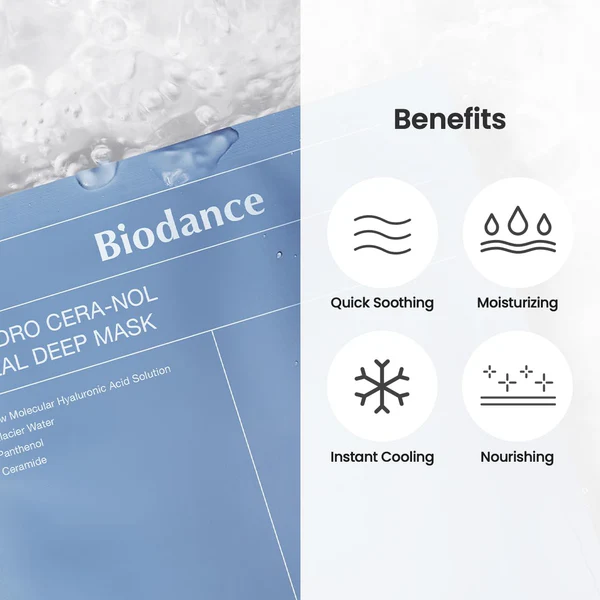 Biodance
DRO CERA-NOL
AL DEEP MASK
w Molecular Hyaluronic Acid Solution
lacier Water
Panthenol
Ceramide
Benefits
Quick Soothing
Moisturizing
Instant Cooling
Nourishing